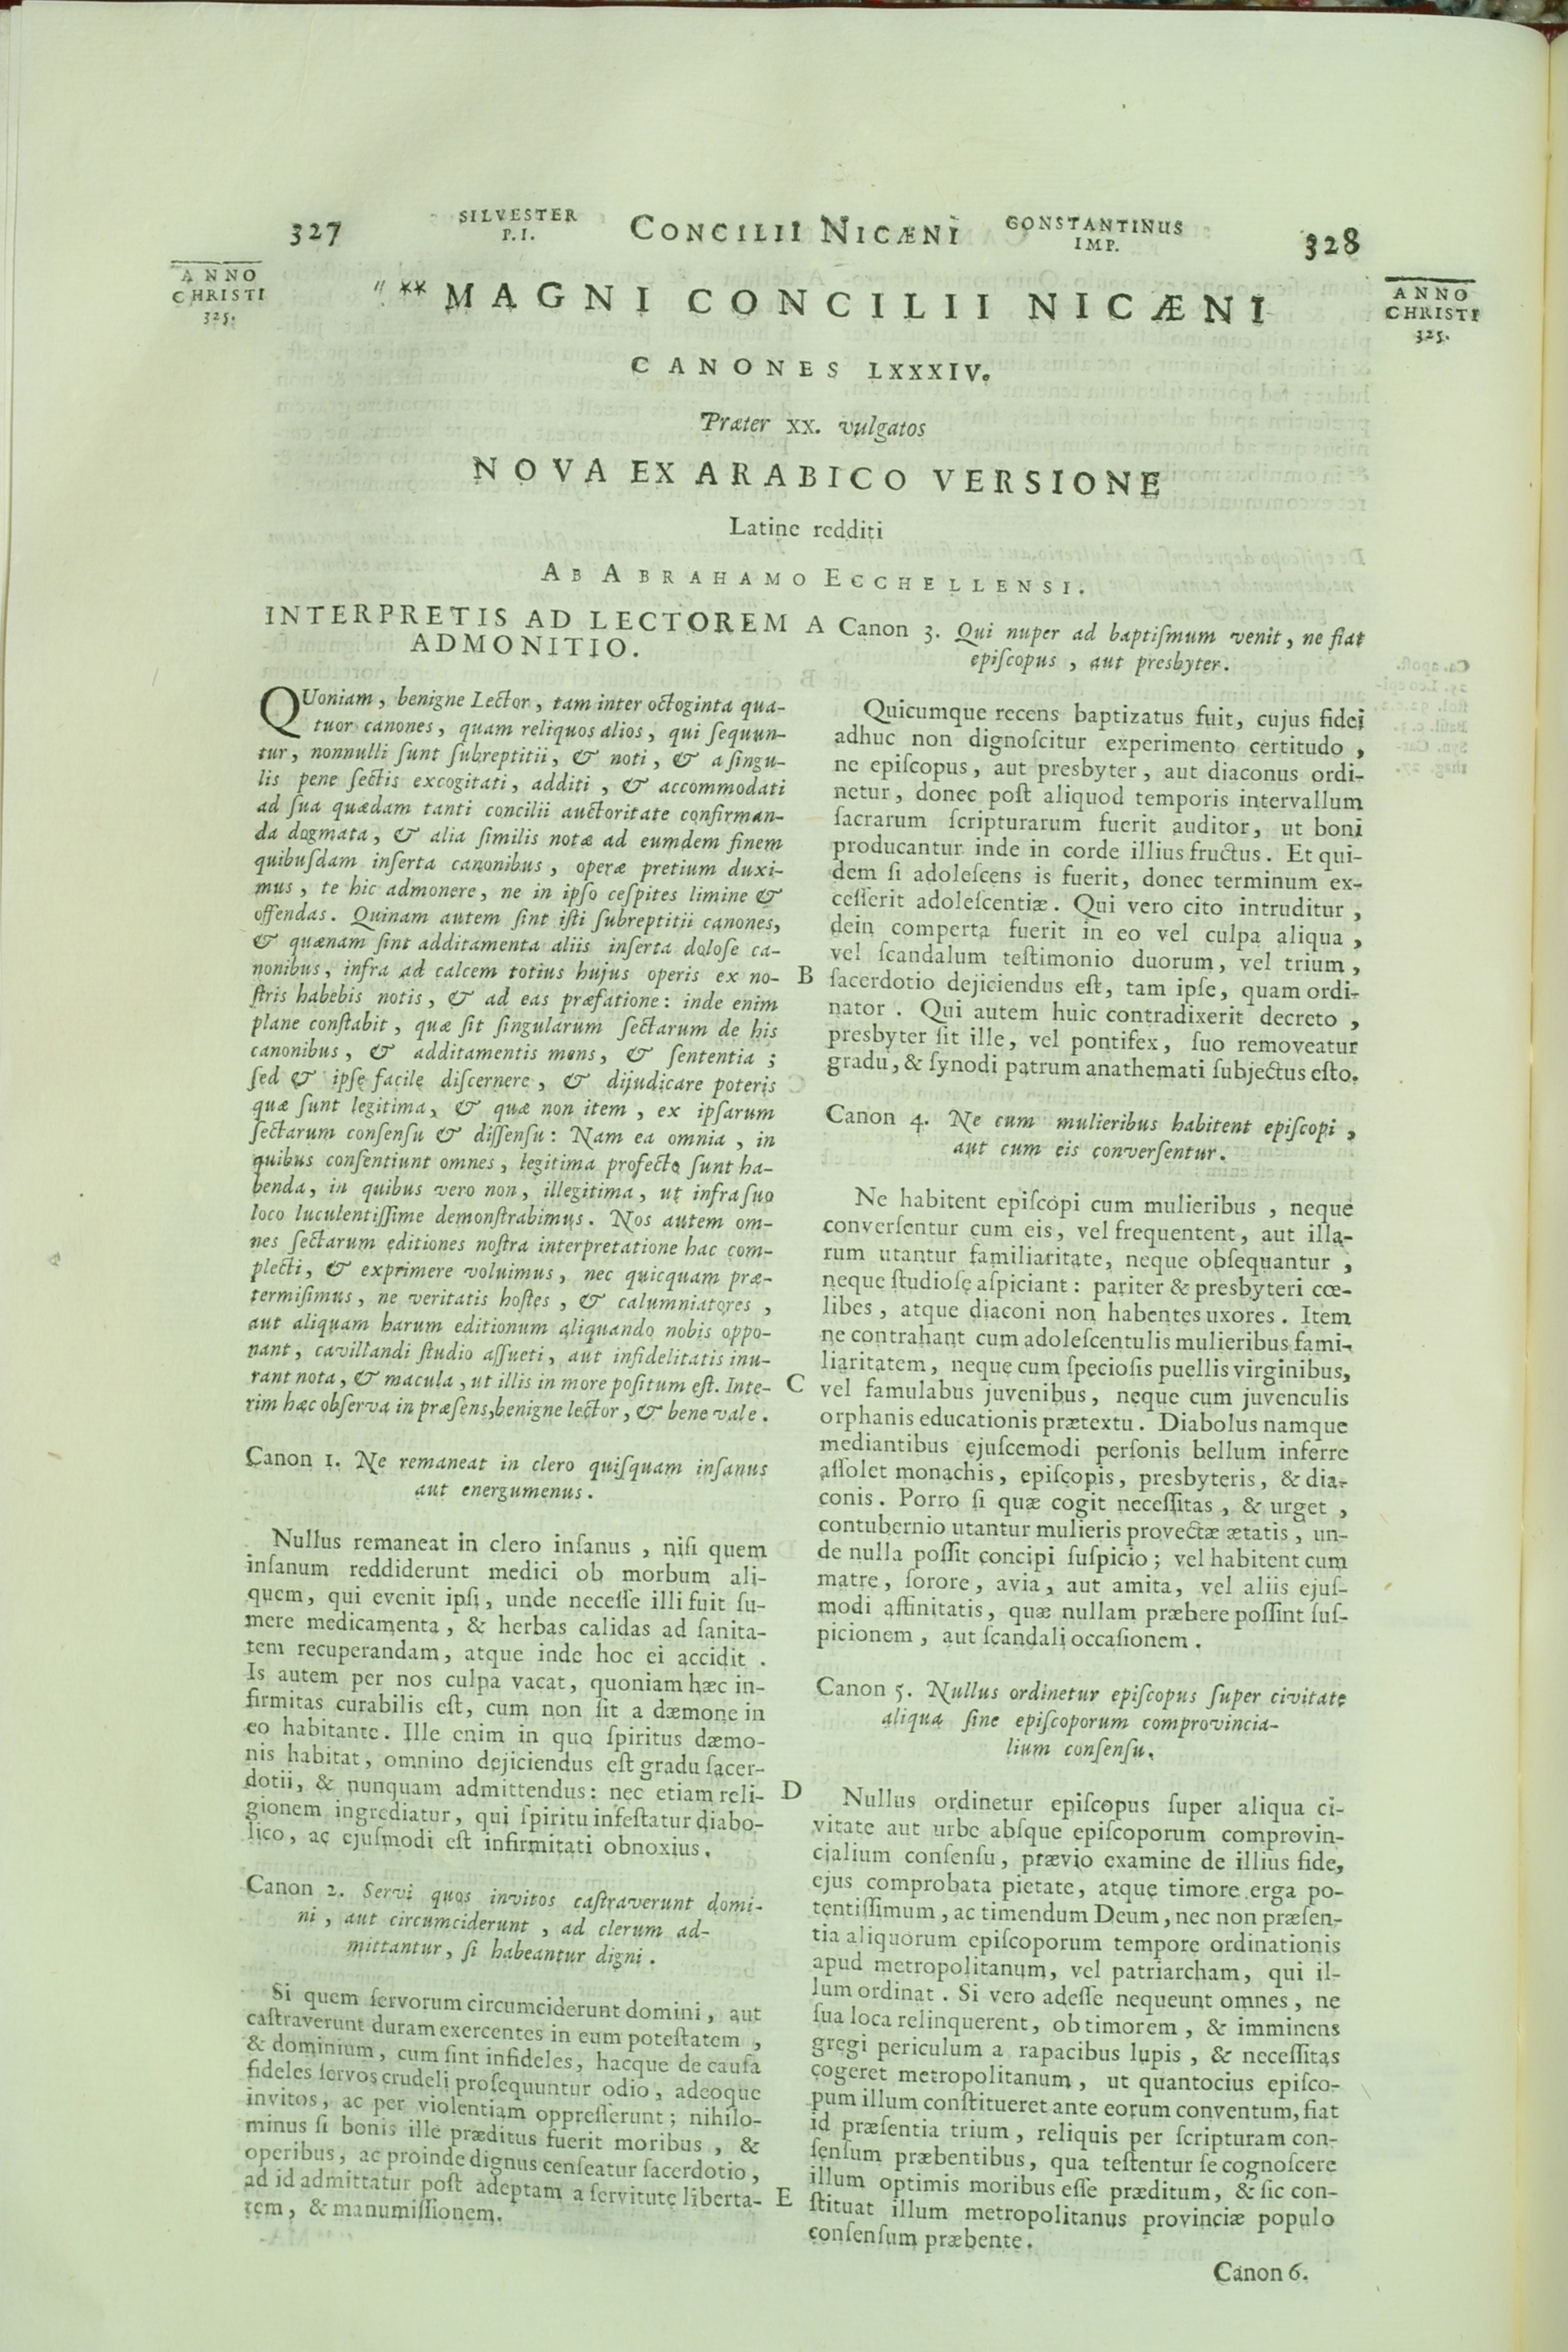 327
SILVESTER
P. I.
CONCILII NICÆNI
CONSTANTINUS
IMP.
328
ANNO
CHRISTI
325.
ANNO
CHRISTI
325.
** MAGNI CONCILII NICÆNI
CANONES LXXXIV.
Præter XX. vulgatos
NOVA EX ARABICO VERSIONE
Latine redditi
AB ABRAHAMO ECCHELLENSI.
INTERPRETIS AD LECTOREM
ADMONITIO.
QUoniam, benigne Lector, tam inter octoginta qua-
tuor canones, quam reliquos alios, qui ſequun-
tur, nonnulli ſunt ſubreptitii, & noti, & a ſingu-
lis pene ſectis excogitati, additi, & accommodati
ad ſua quædam tanti concilii auctoritate confirman-
da dogmata, & alia ſimilis notæ ad eumdem finem
quibuſdam inſerta canonibus, operæ pretium duxi-
mus, te hic admonere, ne in ipſo ceſpites limine &
offendas. Quinam autem ſint iſti ſubreptitii canones,
& quænam ſint additamenta aliis inſerta doloſe ca-
nonibus, infra ad calcem totius hujus operis ex no-
ſtris habebis notis, & ad eas præfatione: inde enim
plane conſtabit, quæ ſit ſingularum ſectarum de his
canonibus, & additamentis mens, & ſententia;
ſed & ipſe facile diſcernere, & dijudicare poteris
quæ ſunt legitima, & quæ non item, ex ipſarum
ſectarum conſenſu & diſſenſu: Nam ea omnia, in
quibus conſentiunt omnes, legitima profecto ſunt ha-
benda, in quibus vero non, illegitima, ut infra ſuo
loco luculentiſſime demonſtrabimus. Nos autem om-
nes ſectarum editiones noſtra interpretatione hac com-
plecti, & exprimere voluimus, nec quicquam præ-
termiſimus, ne veritatis hoſtes, & calumniatores,
aut aliquam harum editionum aliquando nobis oppo-
nant, cavillandi ſtudio aſſueti, aut infidelitatis inu-
rant nota, & macula, ut illis in more poſitum eſt. Inte-
rim hæc obſerva in præſens, benigne lector, & bene vale.
Canon 1. Ne remaneat in clero quiſquam inſanus
aut energumenus.
Nullus remaneat in clero inſanus, niſi quem
inſanum reddiderunt medici ob morbum ali-
quem, qui evenit ipſi, unde neceſſe illi fuit ſu-
mere medicamenta, & herbas calidas ad ſanita-
tem recuperandam, atque inde hoc ei accidit.
Is autem per nos culpa vacat, quoniam hæc in-
firmitas curabilis eſt, cum non ſit a dæmone in
eo habitante. Ille enim in quo ſpiritus dæmo-
nis habitat, omnino dejiciendus eſt gradu ſacer-
dotii, & nunquam admittendus: nec etiam reli-
gionem ingrediatur, qui ſpiritu infeſtatur diabo-
lico, ac ejuſmodi eſt infirmitati obnoxius.
Canon 2. Servi quos invitos caſtraverunt domi-
ni, aut circumciderunt, ad clerum ad-
mittantur, ſi habeantur digni.
Si quem ſervorum circumciderunt domini, aut
caſtraverunt duram exercentes in eum poteſtatem,
& dominium, cum ſint infideles, hacque de cauſa
fideles ſervos crudeli proſequuntur odio, adeoque
invitos, ac per violentiam oppreſſerunt; nihilo-
minus ſi bonis ille præditus fuerit moribus, &
operibus, ac proinde dignus cenſeatur ſacerdotio,
ad id admittatur poſt adeptam a ſervitute liberta-
tem, & manumiſſionem.
A
B
C
D
E
Canon 3. Qui nuper ad baptiſmum venit, ne fiat
epiſcopus, aut presbyter.
Quicumque recens baptizatus fuit, cujus fidei
adhuc non dignoſcitur experimento certitudo,
ne epiſcopus, aut presbyter, aut diaconus ordi-
netur, donec poſt aliquod temporis intervallum
ſacrarum ſcripturarum fuerit auditor, ut boni
producantur inde in corde illius fructus. Et qui-
dem ſi adoleſcens is fuerit, donec terminum ex-
ceſſerit adoleſcentiæ. Qui vero cito intruditur,
dein comperta fuerit in eo vel culpa aliqua,
vel ſcandalum teſtimonio duorum, vel trium,
ſacerdotio dejiciendus eſt, tam ipſe, quam ordi-
nator. Qui autem huic contradixerit decreto,
presbyter ſit ille, vel pontifex, ſuo removeatur
gradu, & ſynodi patrum anathemati ſubjectus eſto.
Canon 4. Ne cum mulieribus habitent epiſcopi,
aut cum eis converſentur.
Ne habitent epiſcopi cum mulieribus, neque
converſentur cum eis, vel frequentent, aut illa-
rum utantur familiaritate, neque obſequantur,
neque ſtudioſe aſpiciant: pariter & presbyteri cœ-
libes, atque diaconi non habentes uxores. Item
ne contrahant cum adoleſcentulis mulieribus fami-
liaritatem, neque cum ſpecioſis puellis virginibus,
vel famulabus juvenibus, neque cum juvenculis
orphanis educationis prætextu. Diabolus namque
mediantibus ejuſcemodi perſonis bellum inferre
aſſolet monachis, epiſcopis, presbyteris, & dia-
conis. Porro ſi quæ cogit neceſſitas, & urget,
contubernio utantur mulieris provectæ ætatis, un-
de nulla poſſit concipi ſuſpicio; vel habitent cum
matre, ſorore, avia, aut amita, vel aliis ejuſ-
modi affinitatis, quæ nullam præbere poſſint ſuſ-
picionem, aut ſcandali occaſionem.
Canon 5. Nullus ordinetur epiſcopus ſuper civitate
aliqua ſine epiſcoporum comprovincia-
lium conſenſu.
Nullus ordinetur epiſcopus ſuper aliqua ci-
vitate aut urbe abſque epiſcoporum comprovin-
cialium conſenſu, prævio examine de illius fide,
ejus comprobata pietate, atque timore erga po-
tentiſſimum, ac timendum Deum, nec non præſen-
tia aliquorum epiſcoporum tempore ordinationis
apud metropolitanum, vel patriarcham, qui il-
lum ordinat. Si vero adeſſe nequeunt omnes, ne
ſua loca relinquerent, ob timorem, & imminens
gregi periculum a rapacibus lupis, & neceſſitas
cogeret metropolitanum, ut quantocius epiſco-
pum illum conſtitueret ante eorum conventum, fiat
id præſentia trium, reliquis per ſcripturam con-
ſenſum præbentibus, qua teſtentur ſe cognoſcere
illum optimis moribus eſſe præditum, & ſic con-
ſtituat illum metropolitanus provinciæ populo
conſenſum præbente.
Canon 6.